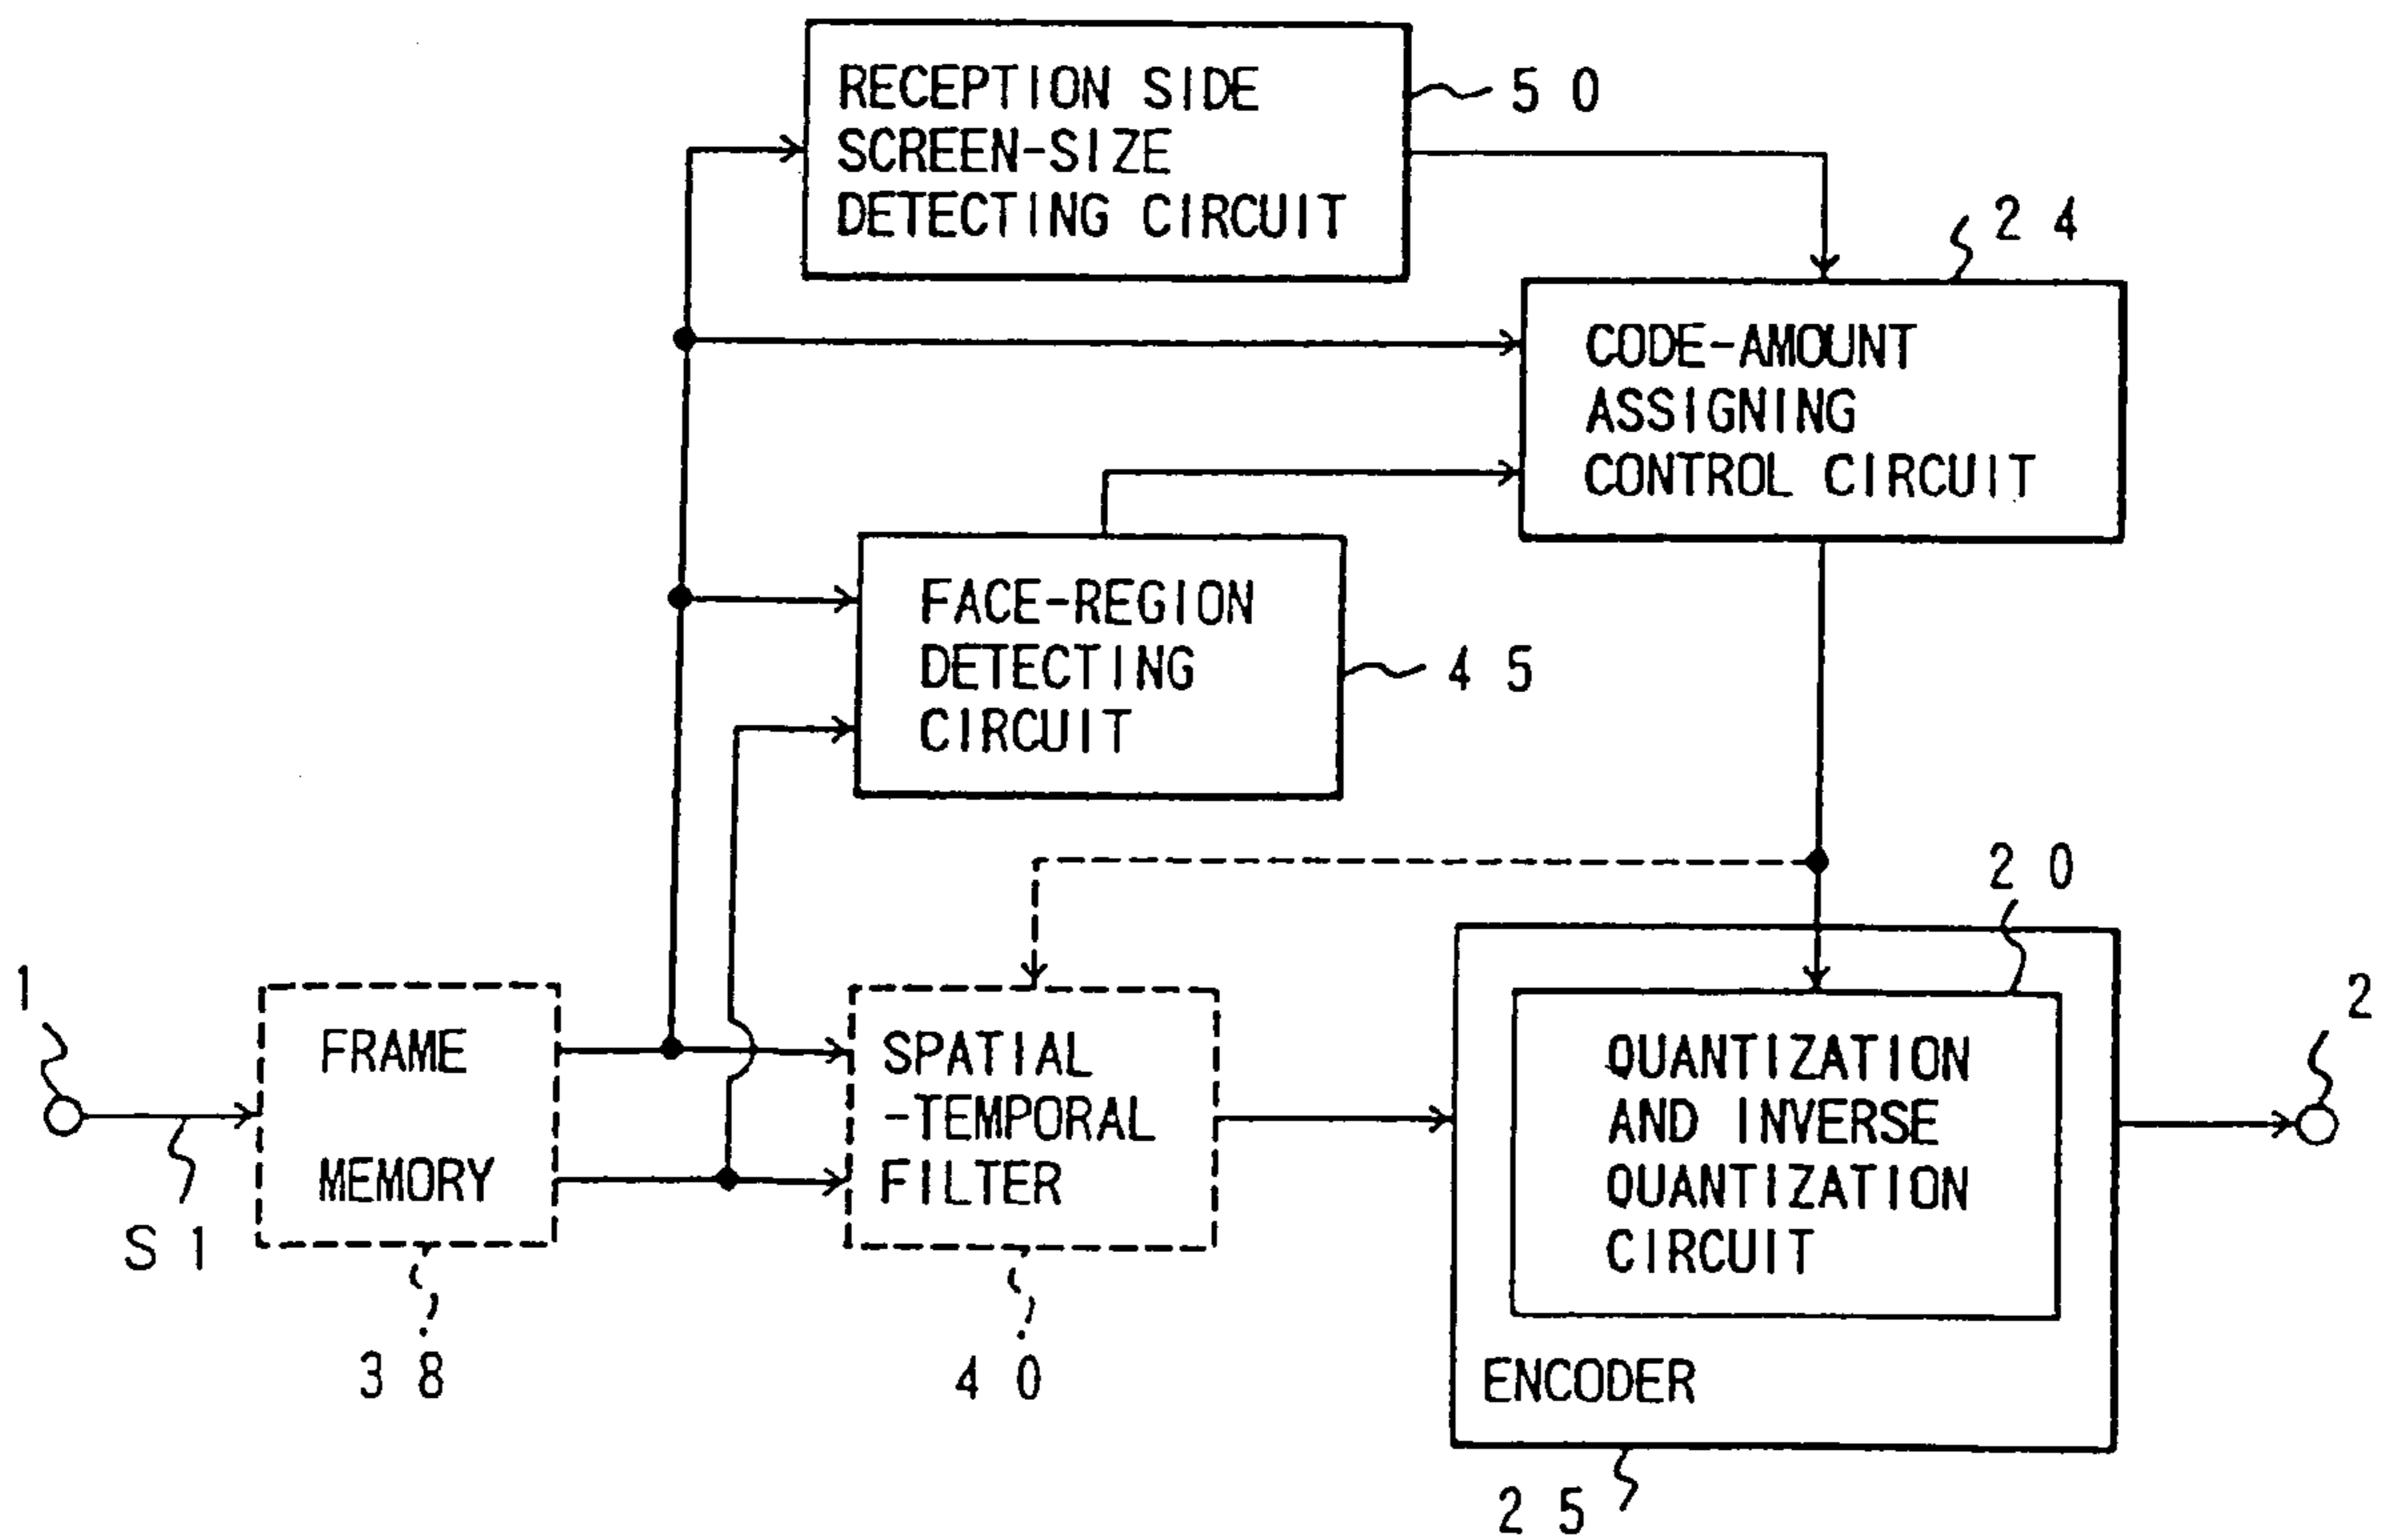 RECEPTION SIDE
SCREEN-SIZE
DETECTING CIRCUIT
50
24
CODE-AMOUNT
ASSIGNING
CONTROL CIRCUIT
FACE-REGION
DETECTING
CIRCUIT
45
20
1
S1
FRAME
MEMORY
38
SPATIAL
-TEMPORAL
FILTER
40
QUANTIZATION
AND INVERSE
QUANTIZATION
CIRCUIT
ENCODER
25
2